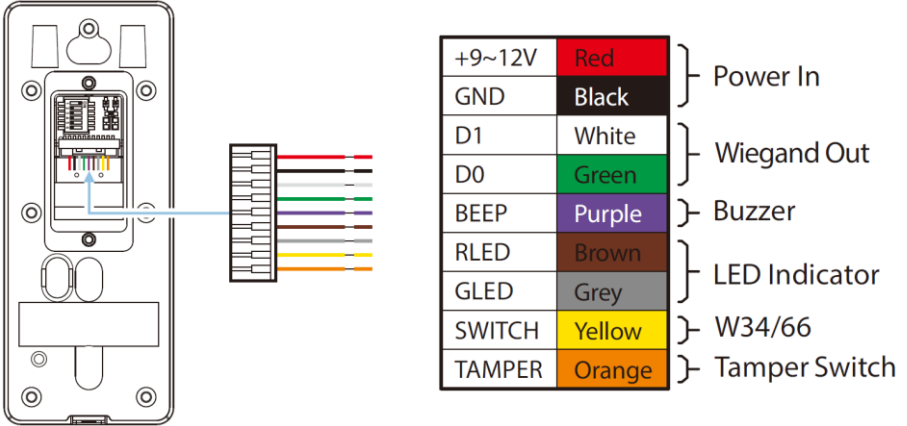 +9~12V Red
GND Black
Power In
D1 White
D0 Green
Wiegand Out
BEEP Purple
Buzzer
RLED Brown
GLED Grey
LED Indicator
SWITCH Yellow
W34/66
TAMPER Orange
Tamper Switch